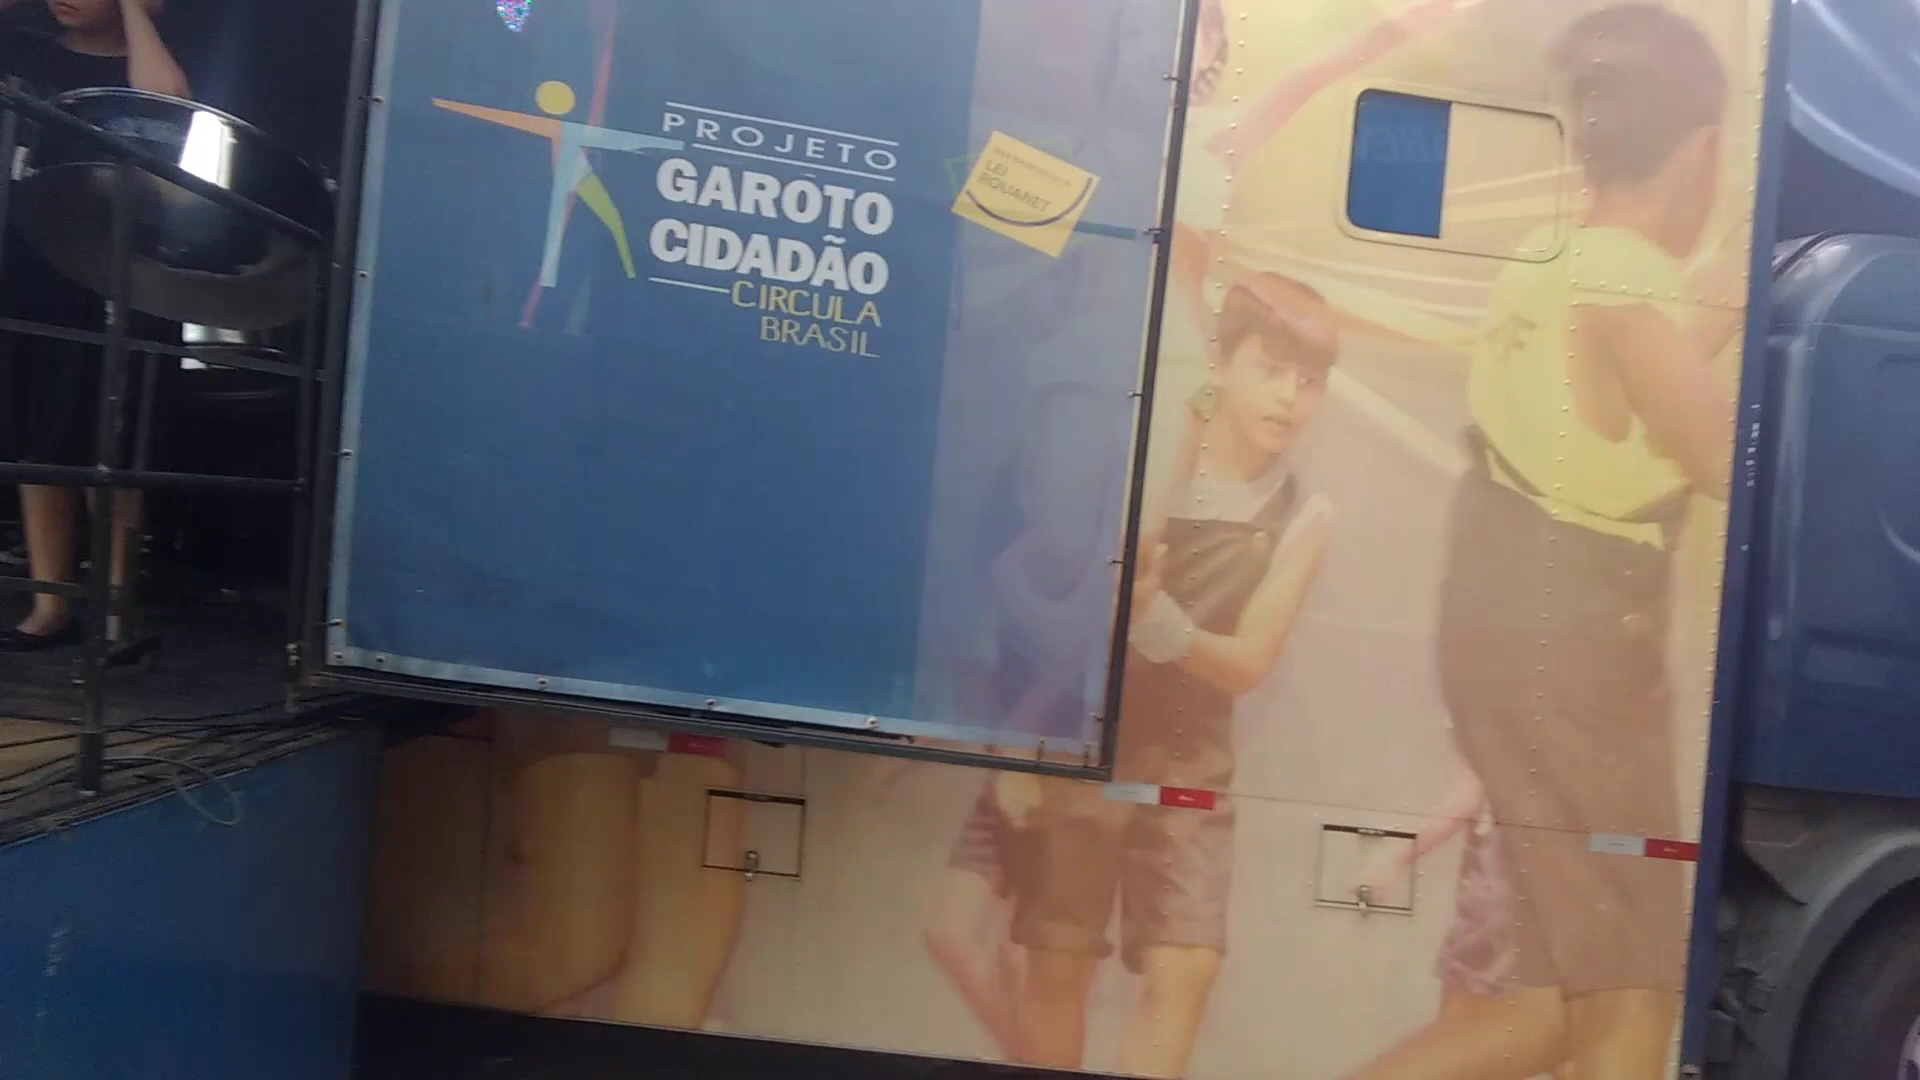 PROJETO
GAROTO
CIDADÃO
CIRCULA
BRASIL
LEI
ROUANET